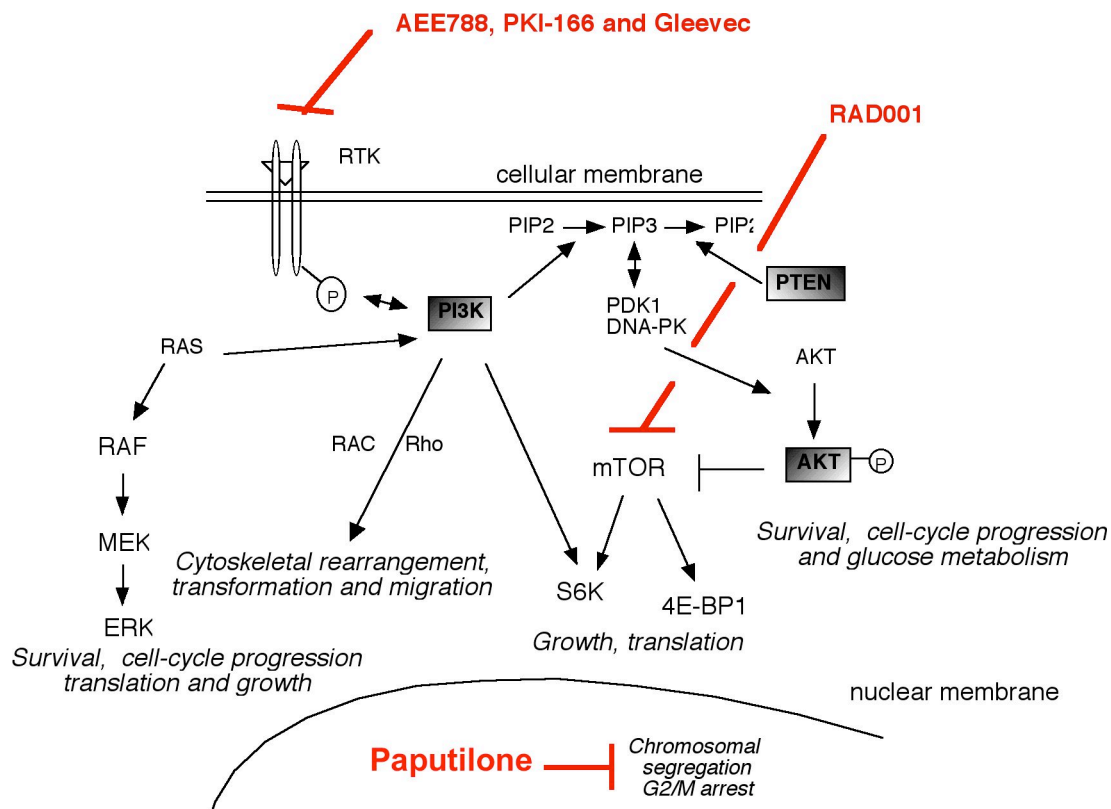 AEE788, PKI-166 and Gleevec
RAD001
RTK
cellular membrane
PIP2
PIP3
PIP2
P
PI3K
PTEN
PDK1
DNA-PK
RAS
AKT
RAF
RAC
Rho
mTOR
AKT
P
MEK
Cytoskeletal rearrangement,
transformation and migration
Survival, cell-cycle progression
and glucose metabolism
S6K
4E-BP1
ERK
Growth, translation
Survival, cell-cycle progression
translation and growth
nuclear membrane
Paputilone
Chromosomal
segregation
G2/M arrest